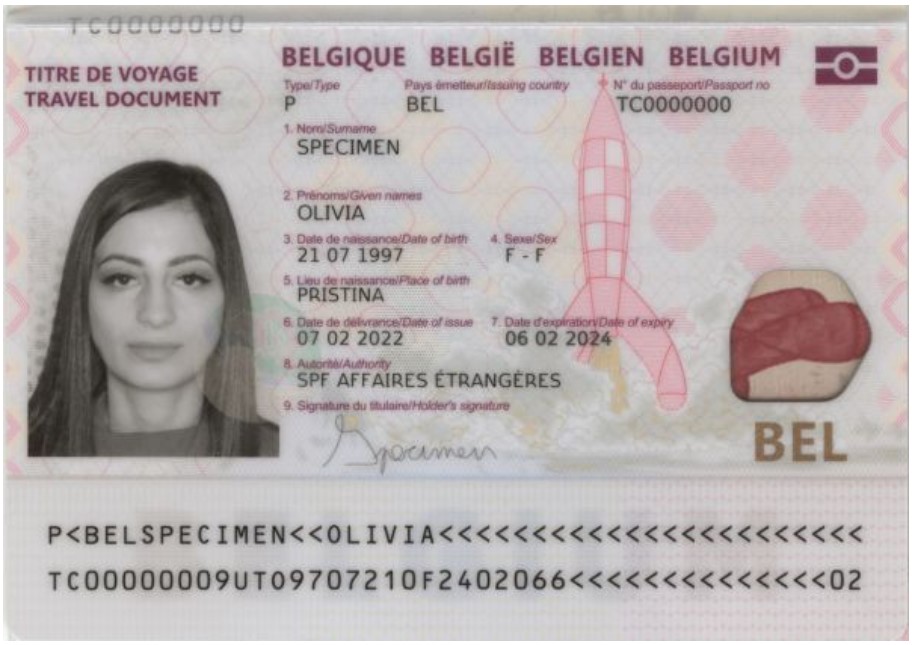 TC0000000
TITRE DE VOYAGE
TRAVEL DOCUMENT
BELGIQUE BELGIË BELGIEN BELGIUM
Type/Type Pays émetteur/Issuing country N° du passeport/Passport no
P BEL TC0000000
1. Nom/Surname
SPECIMEN
2. Prénoms/Given names
OLIVIA
3. Date de naissance/Date of birth 4. Sexe/Sex
21 07 1997 F - F
5. Lieu de naissance/Place of birth
PRISTINA
6. Date de délivrance/Date of issue 7. Date d'expiration/Date of expiry
07 02 2022 06 02 2024
8. Autorité/Authority
SPF AFFAIRES ÉTRANGÈRES
9. Signature du titulaire/Holder's signature
Specimen
BEL
P<BELSPECIMEN<<OLIVIA<<<<<<<<<<<<<<<<<<<<<<<
TC00000009UTO9707210F2402066<<<<<<<<<<<<<<02